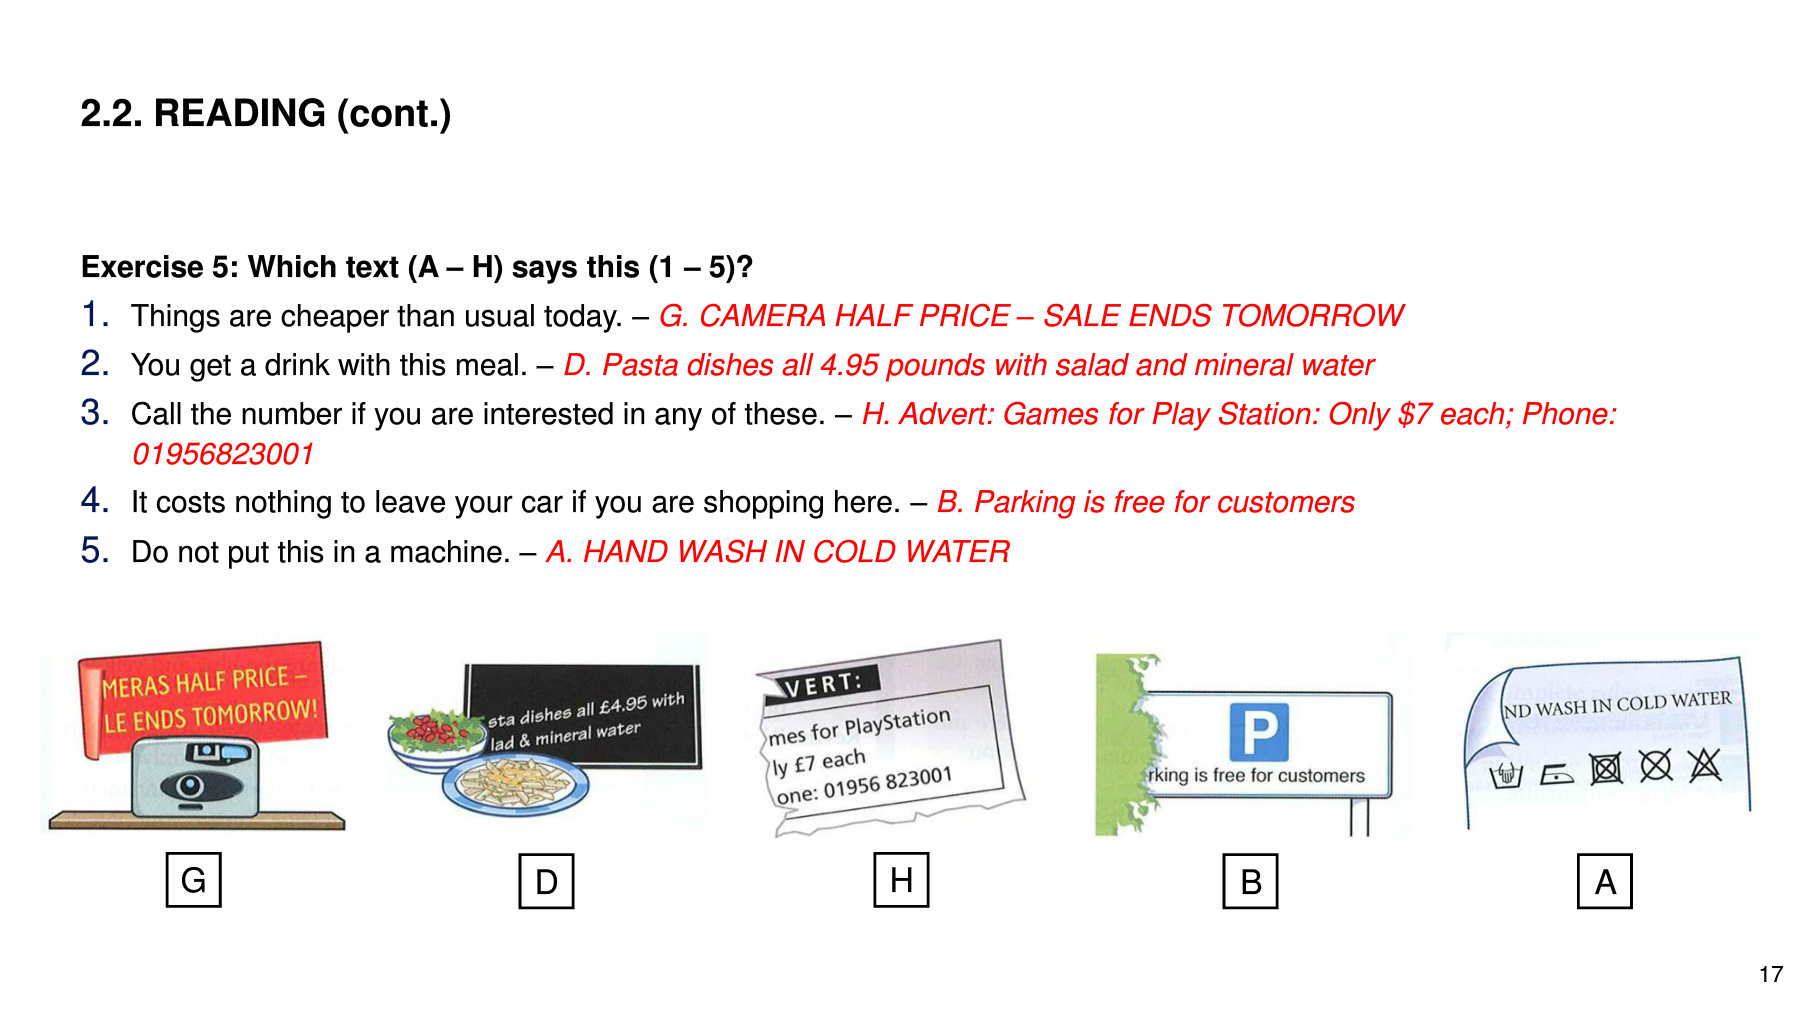 2.2. READING (cont.)
Exercise 5: Which text (A – H) says this (1 – 5)?
1. Things are cheaper than usual today. – G. CAMERA HALF PRICE – SALE ENDS TOMORROW
2. You get a drink with this meal. – D. Pasta dishes all 4.95 pounds with salad and mineral water
3. Call the number if you are interested in any of these. – H. Advert: Games for Play Station: Only $7 each; Phone:
01956823001
4. It costs nothing to leave your car if you are shopping here. – B. Parking is free for customers
5. Do not put this in a machine. – A. HAND WASH IN COLD WATER
MERAS HALF PRICE –
LE ENDS TOMORROW!
G
sta dishes all £4.95 with
lad & mineral water
D
VERT:
mes for PlayStation
ly £7 each
one: 01956 823001
H
P
rking is free for customers
B
ND WASH IN COLD WATER
A
17